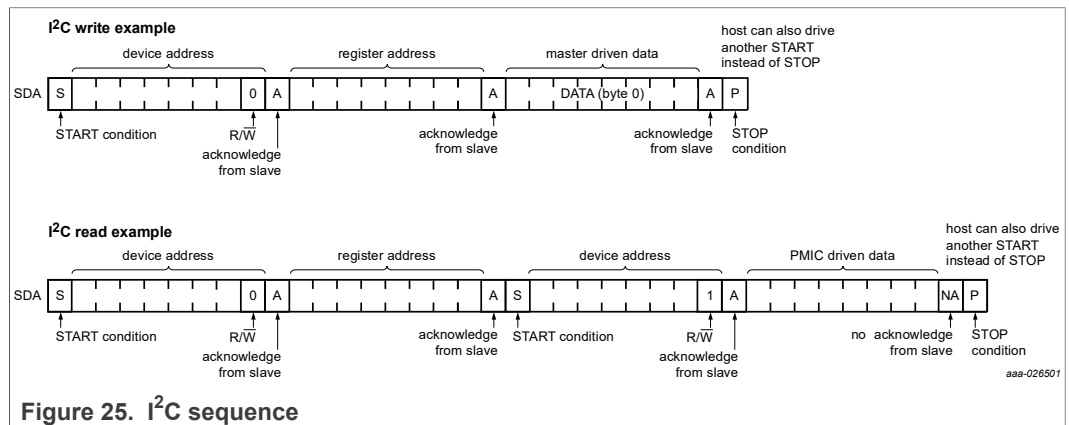 I²C write example
host can also drive
another START
instead of STOP
device address
register address
master driven data
SDA S 0 A A DATA (byte 0) A P
START condition
R/W̅
acknowledge
from slave
acknowledge
from slave
acknowledge
from slave
STOP
condition
I²C read example
host can also drive
another START
instead of STOP
device address
register address
device address
PMIC driven data
SDA S 0 A A S 1 A NA P
START condition
R/W̅
acknowledge
from slave
acknowledge
from slave
START condition
R/W̅
acknowledge
from slave
no acknowledge
from slave
STOP
condition
aaa-026501
Figure 25. I²C sequence